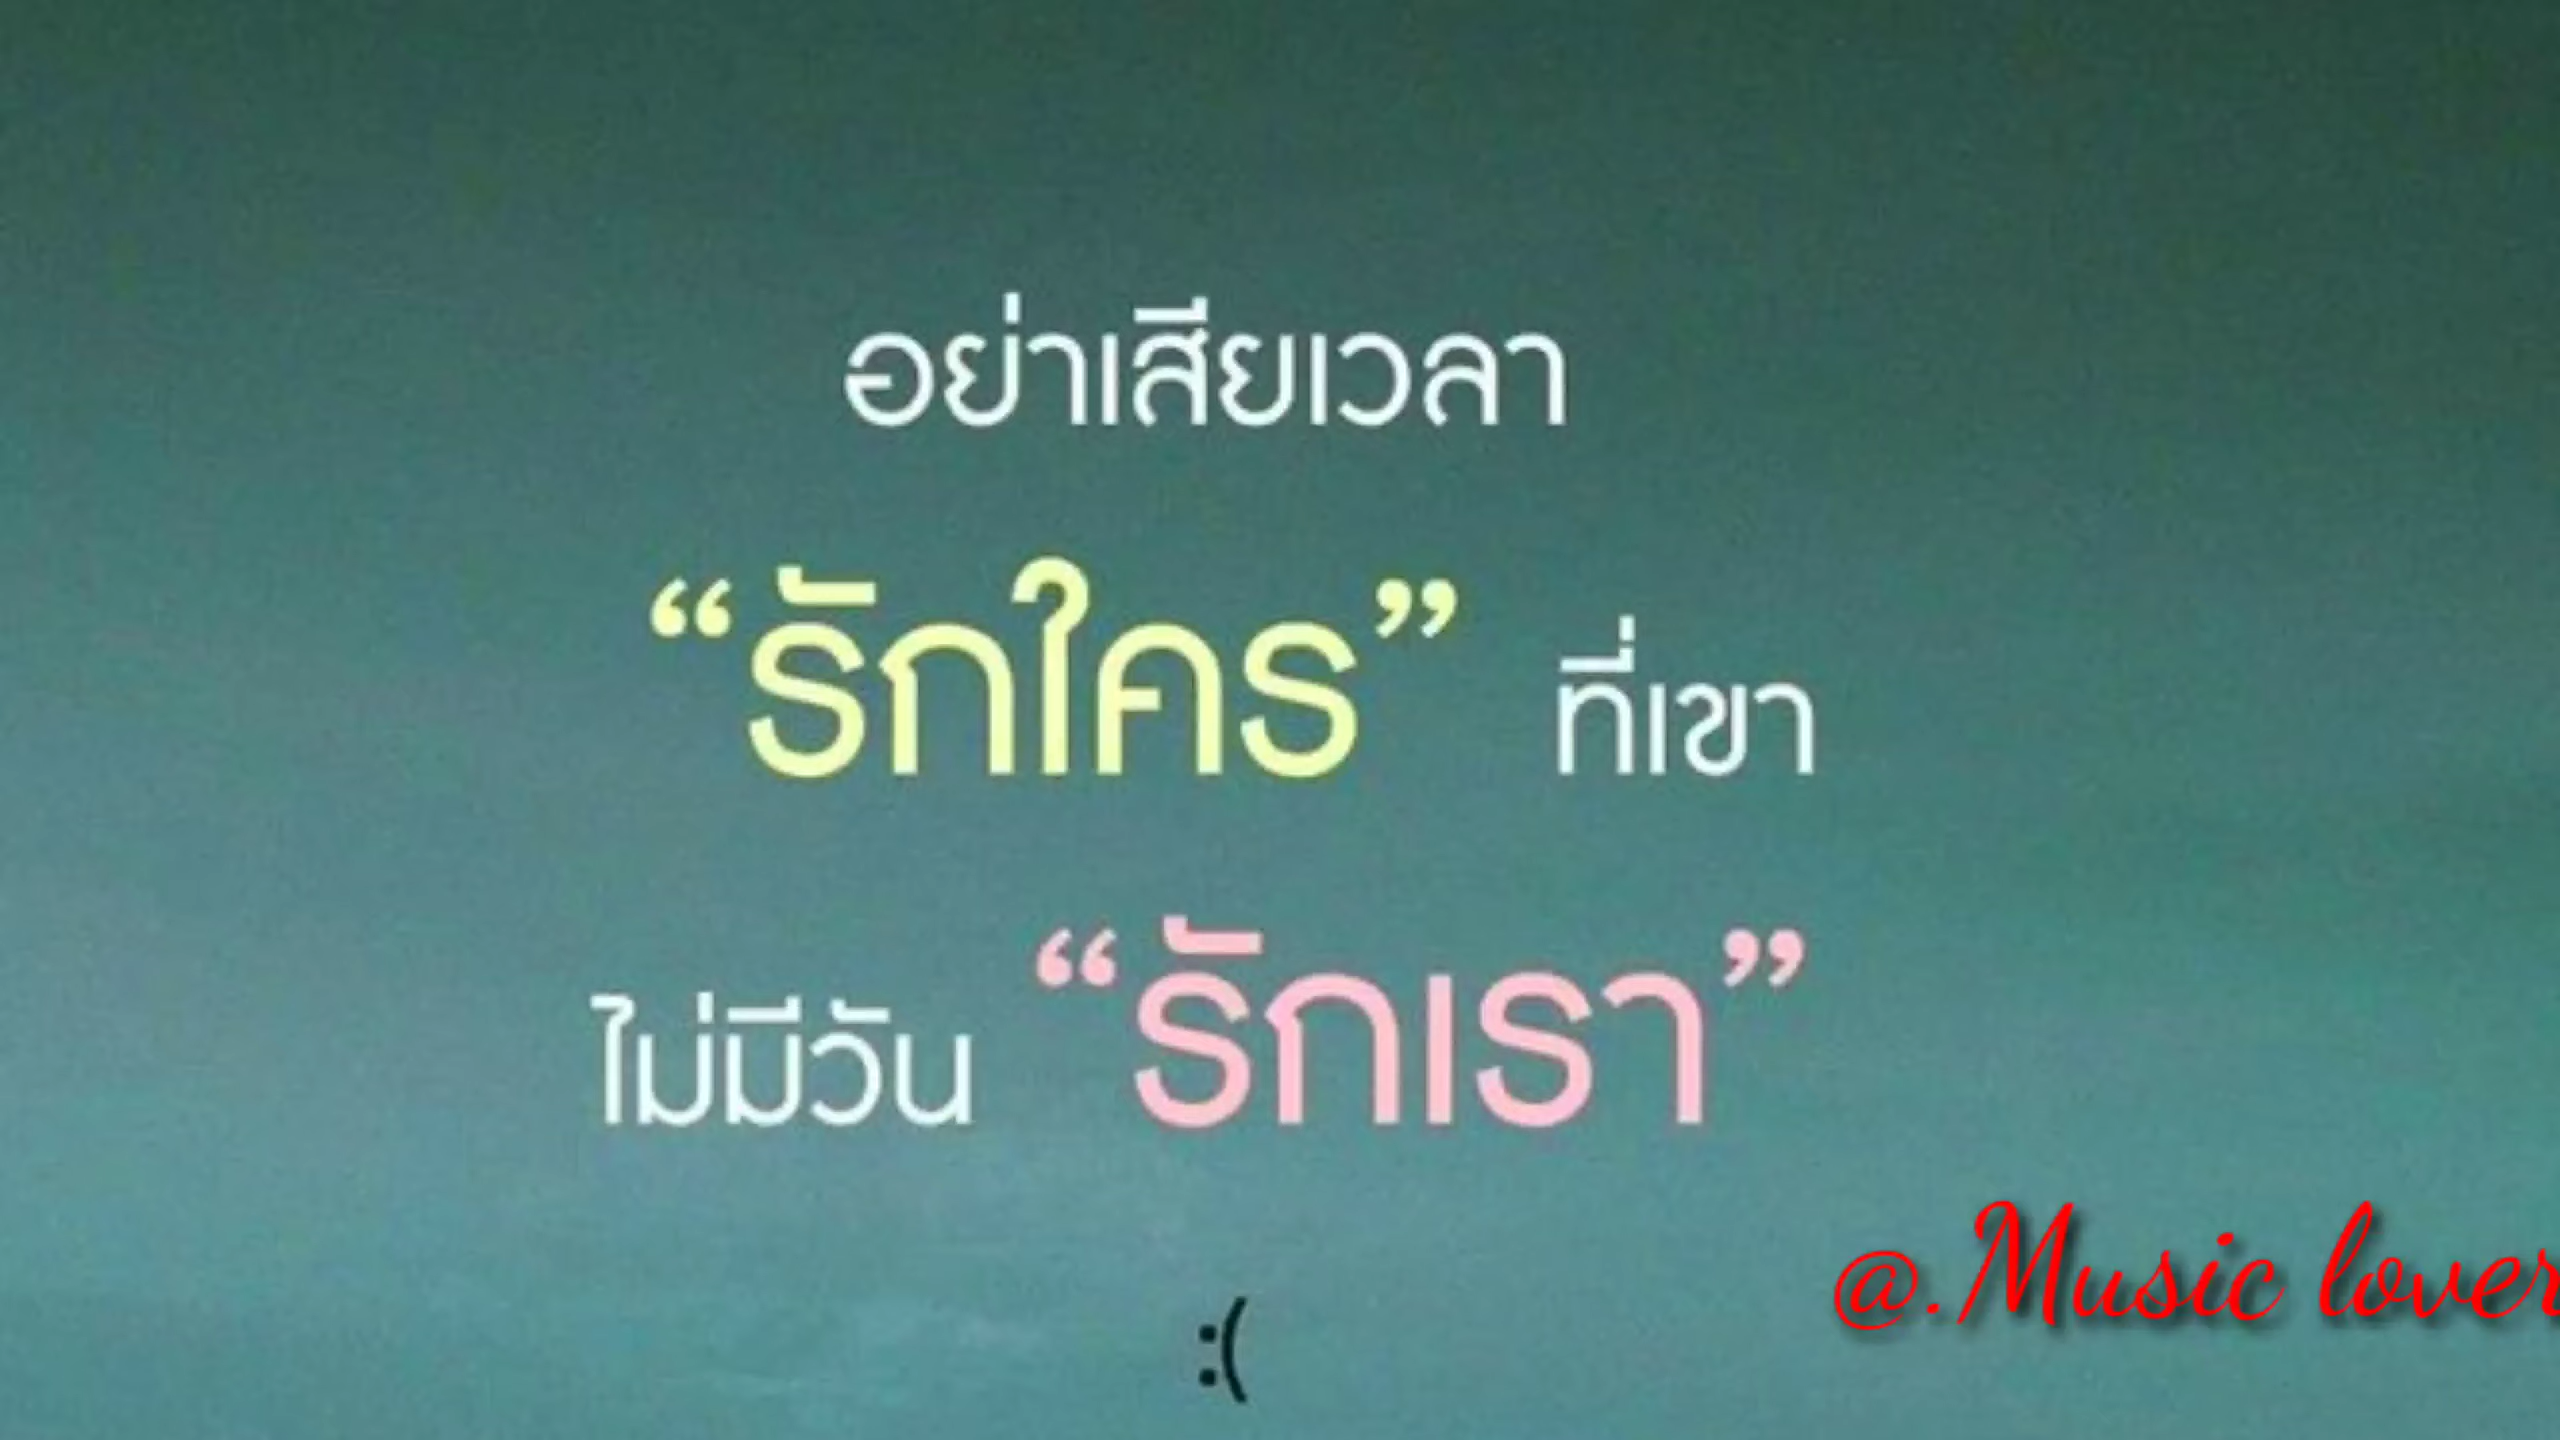 อย่าเสียเวลา
“รักใคร” ที่เขา
ไม่มีวัน “รักเรา”
@.Music lover
:(